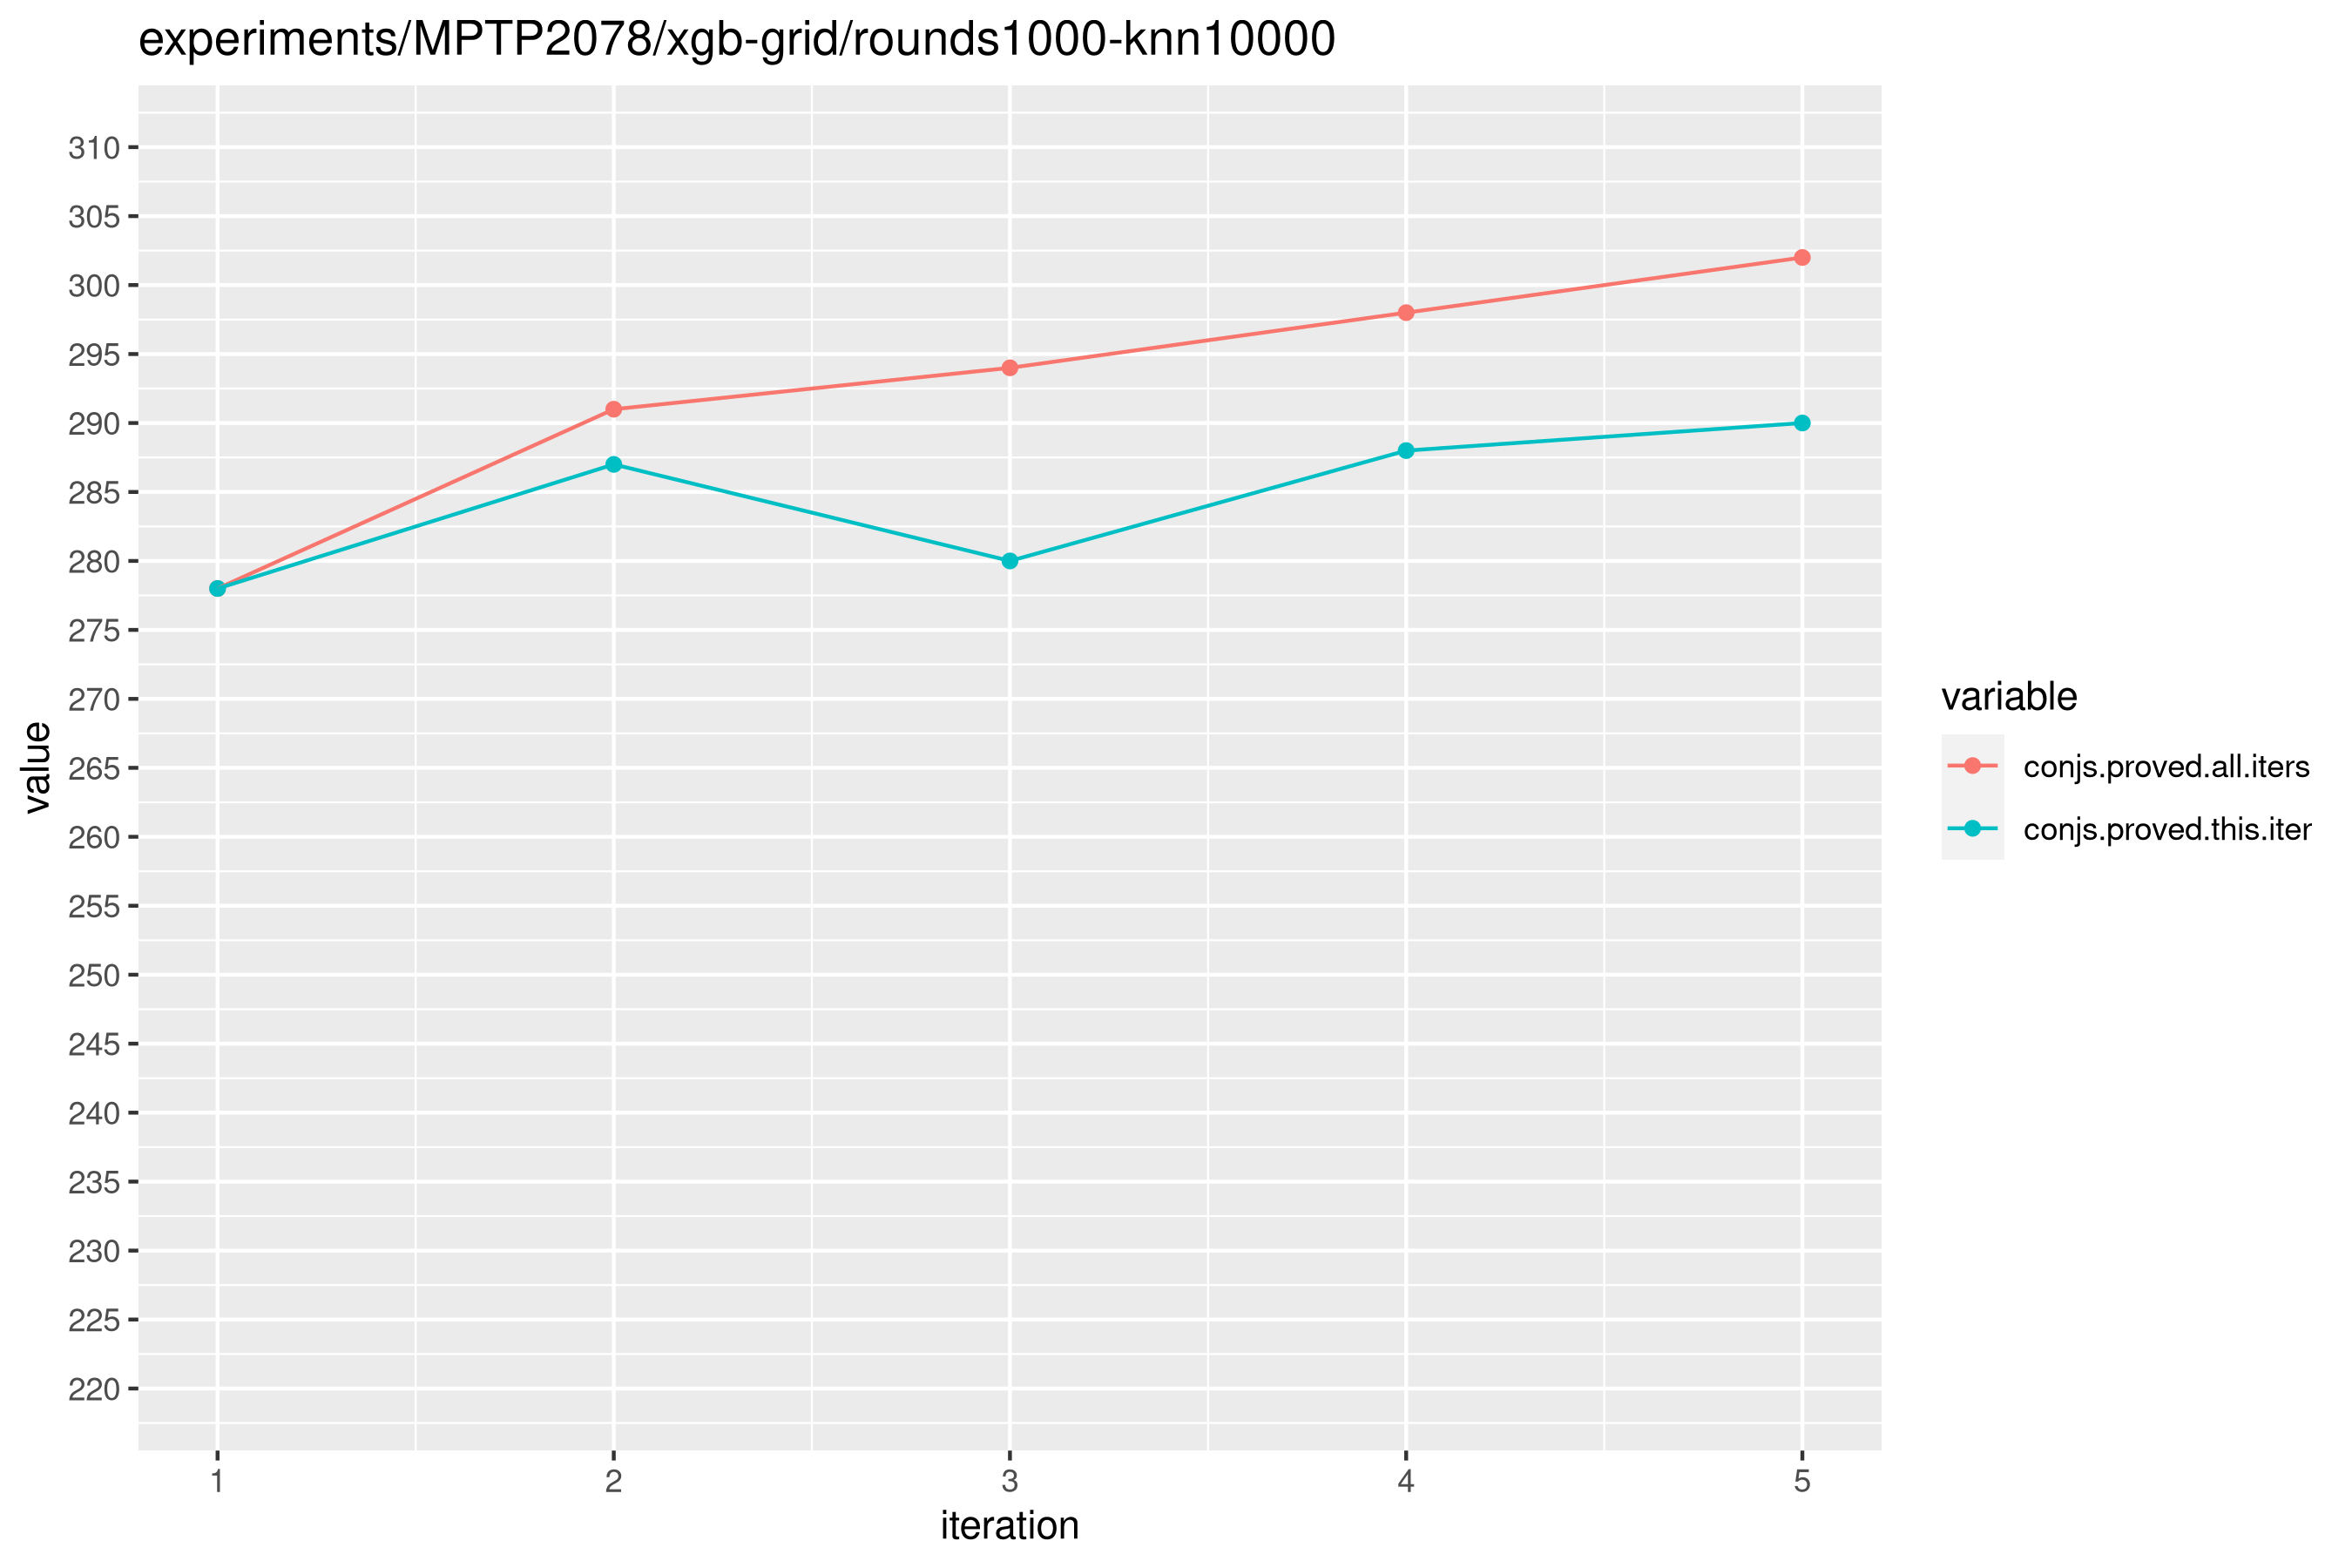 experiments/MPTP2078/xgb-grid/rounds1000-knn10000
310
305
300
295
290
285
280
275
270
265
260
255
250
245
240
235
230
225
220
value
1 2 3 4 5
iteration
variable
conjs.proved.all.iters
conjs.proved.this.iter